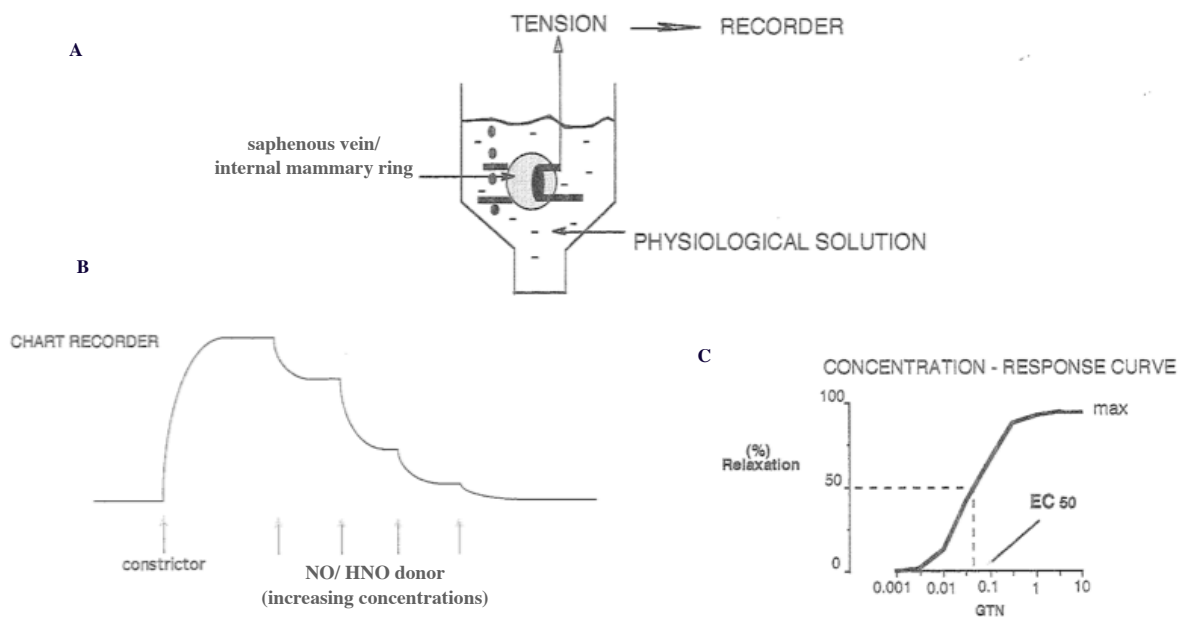 A
TENSION
RECORDER
saphenous vein/
internal mammary ring
PHYSIOLOGICAL SOLUTION
B
CHART RECORDER
constrictor
NO/ HNO donor
(increasing concentrations)
C
CONCENTRATION - RESPONSE CURVE
100
max
(%)
Relaxation
50
EC 50
0
0.001 0.01 0.1 1 10
GTN